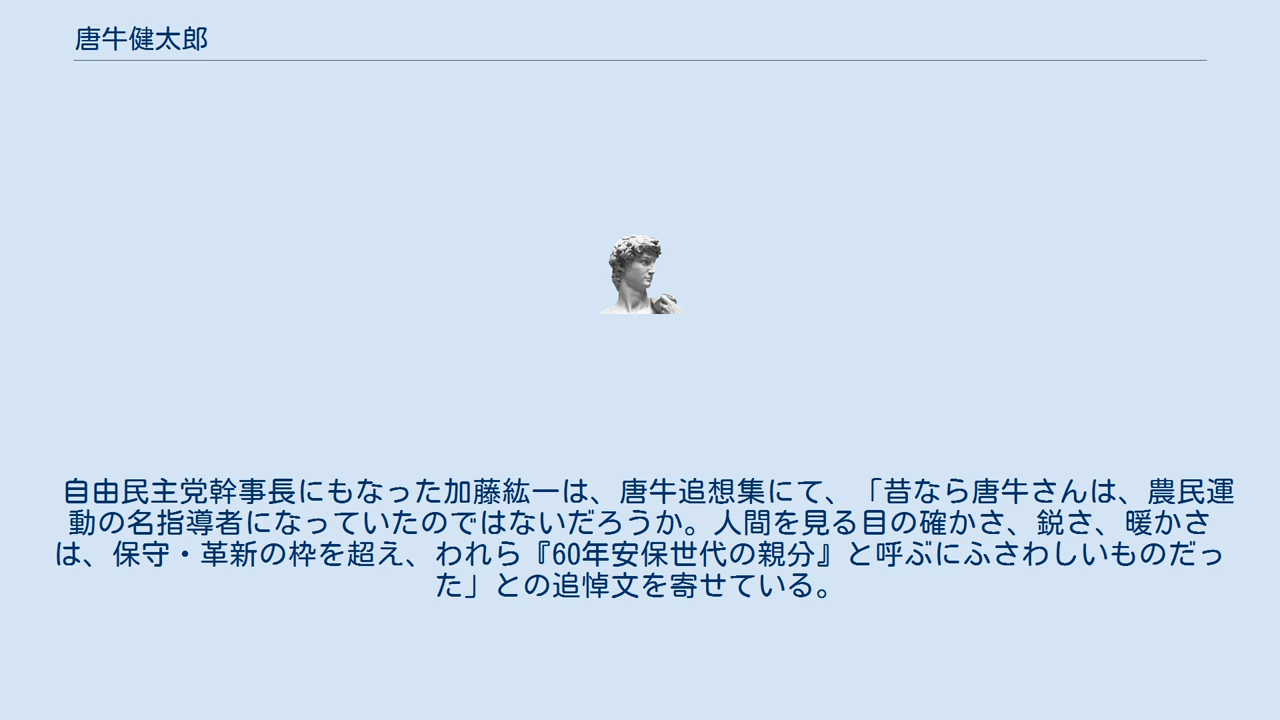 唐牛健太郎
自由民主党幹事長にもなった加藤紘一は、唐牛追想集にて、「昔なら唐牛さんは、農民運
動の名指導者になっていたのではないだろうか。人間を見る目の確かさ、鋭さ、暖かさ
は、保守・革新の枠を超え、われら『60年安保世代の親分』と呼ぶにふさわしいものだっ
た」との追悼文を寄せている。